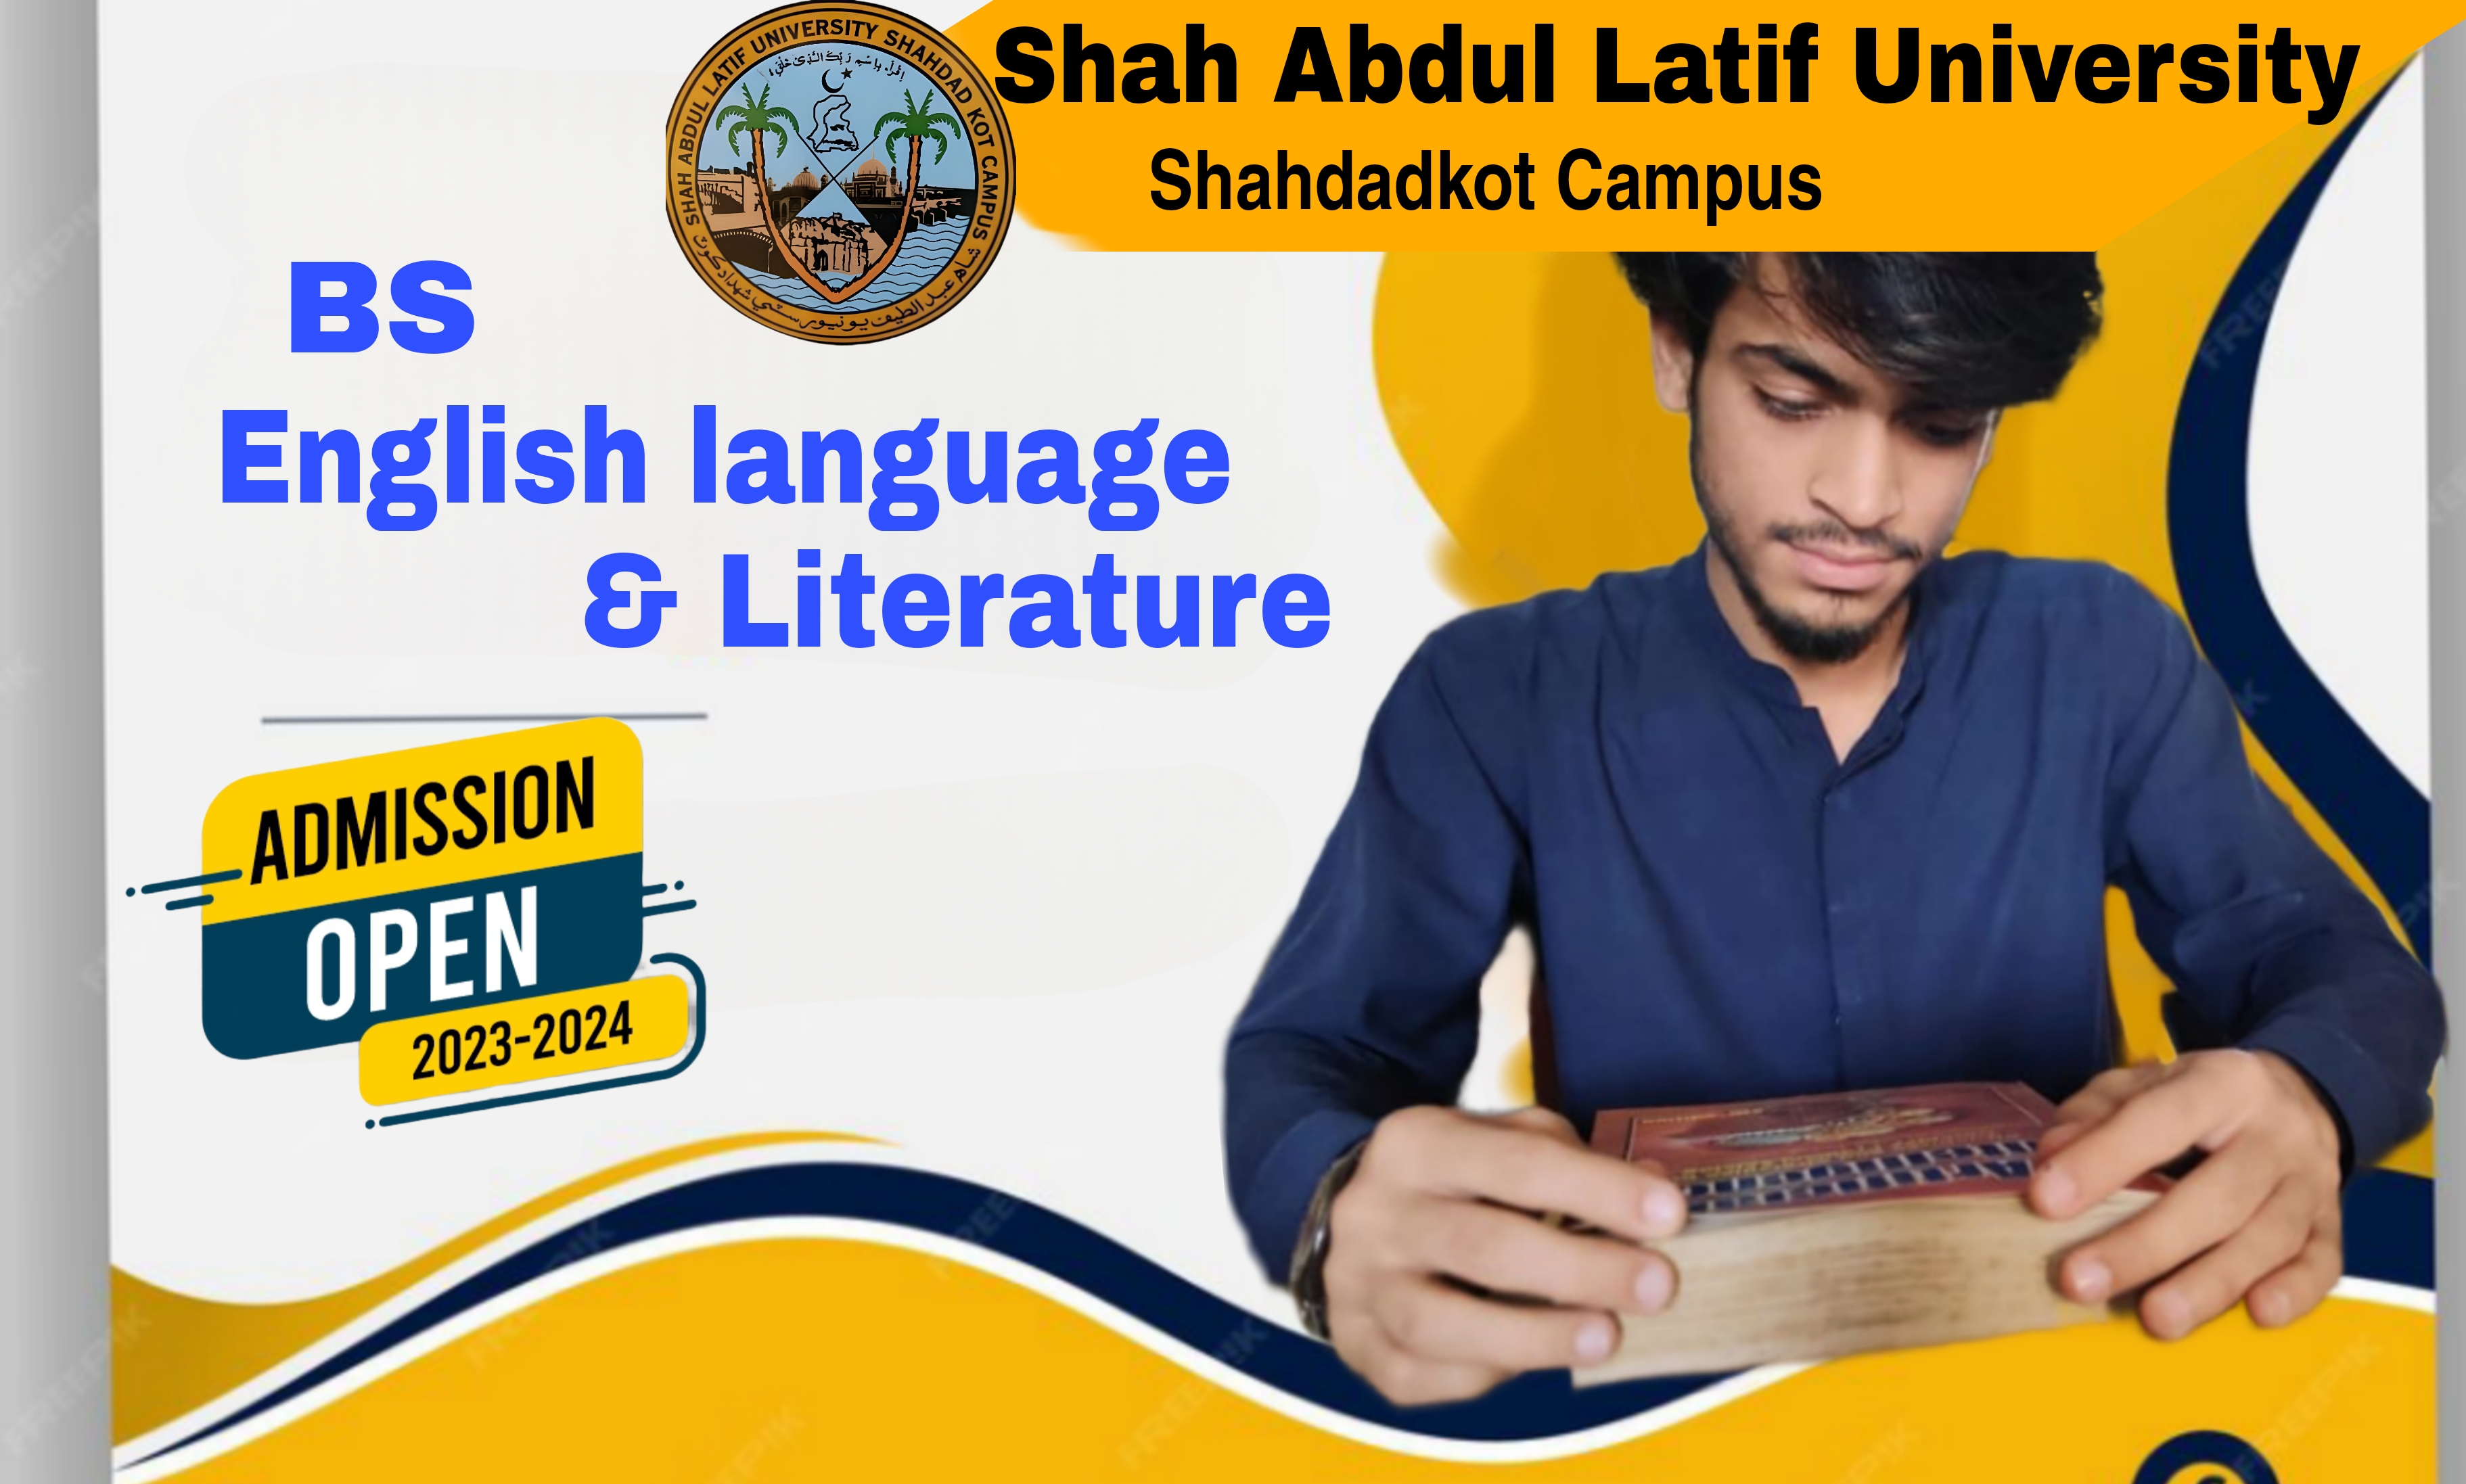 SHAH ABDUL LATIF UNIVERSITY SHAHDAD KOT CAMPUS
Shah Abdul Latif University
Shahdadkot Campus
BS
English language
& Literature
ADMISSION
OPEN
2023-2024
FREEPIK